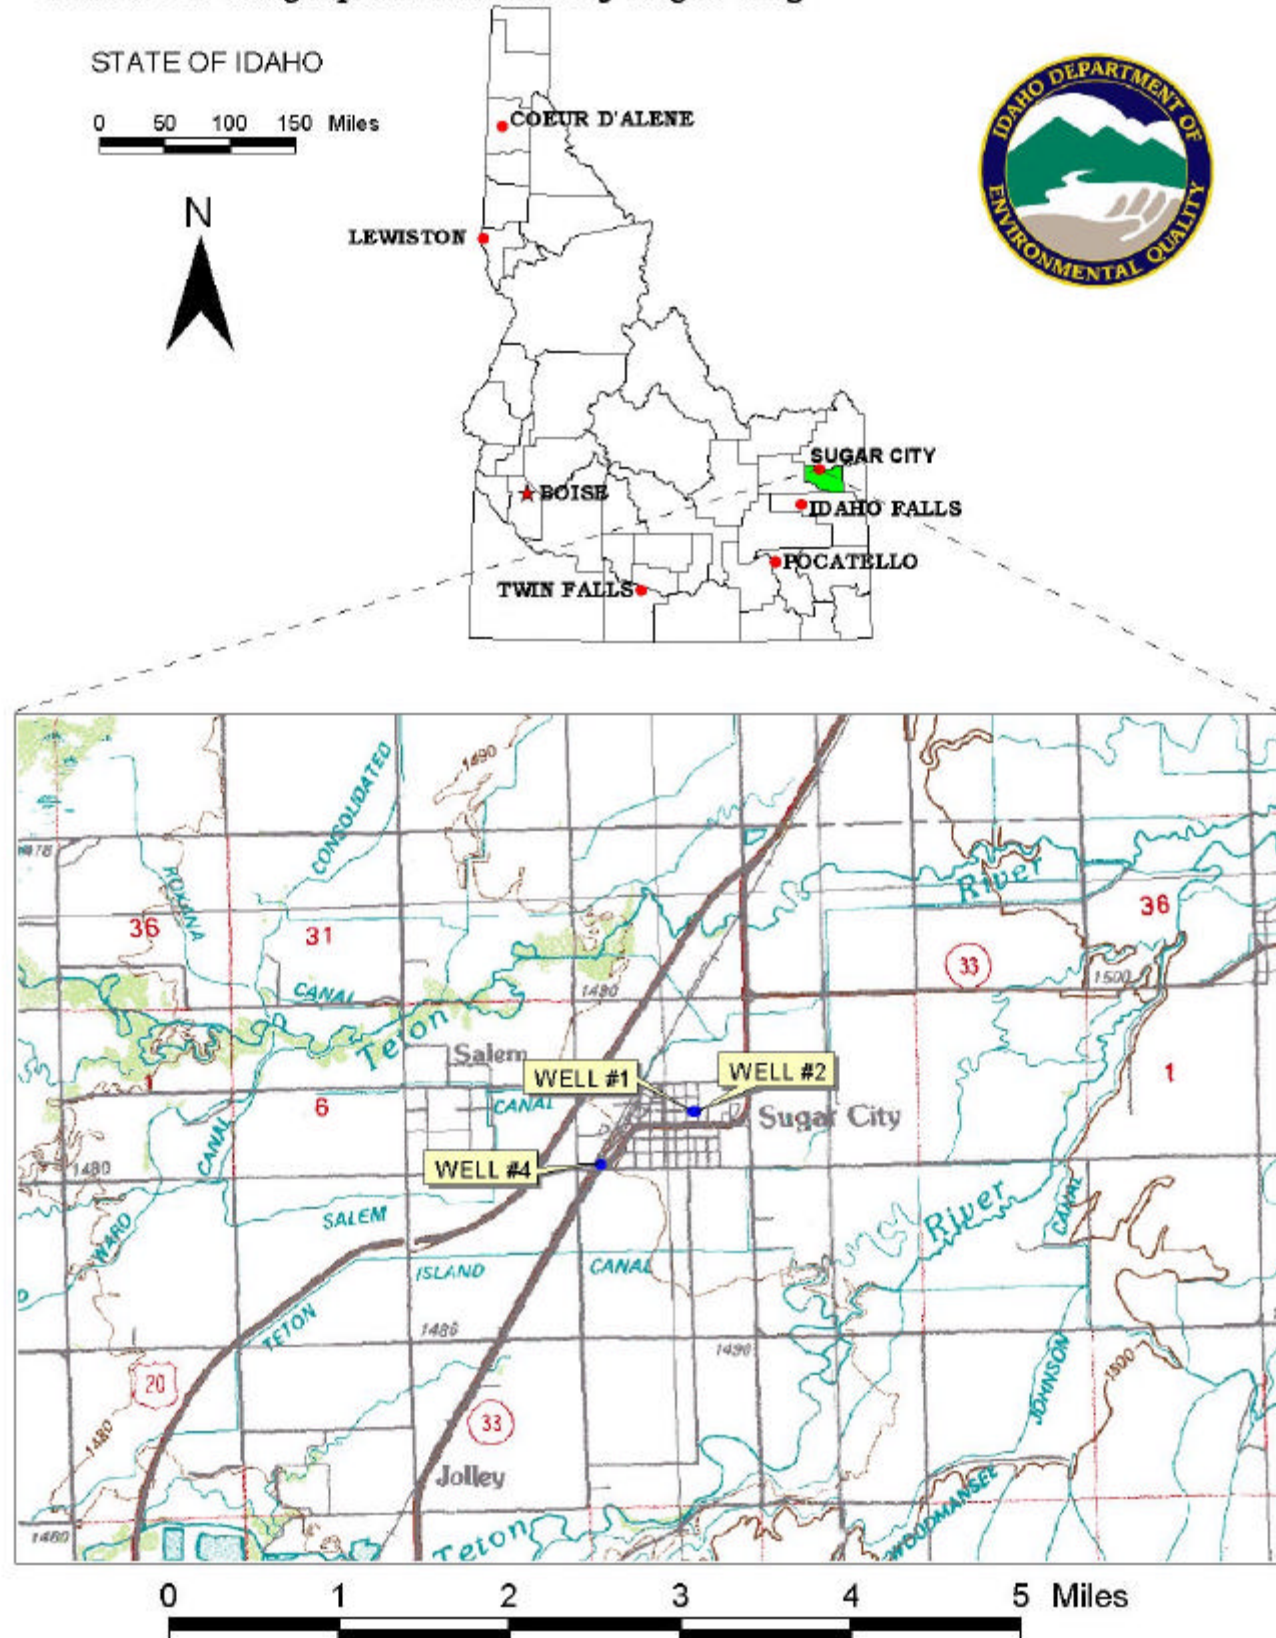 STATE OF IDAHO
0 50 100 150 Miles
N
IDAHO DEPARTMENT OF
ENVIRONMENTAL QUALITY
COEUR D'ALENE
LEWISTON
SUGAR CITY
BOISE
IDAHO FALLS
POCATELLO
TWIN FALLS
1490
CONSOLIDATED
ROXANA
River
36
31
36
33
1500
CANAL
1480
Teton
Salem
WELL #1
WELL #2
1
1
6
CANAL
CANAL
Sugar City
1480
WELL #4
River
CANAL
SALEM
WARD
ISLAND
CANAL
TETON
1486
1490
20
JOHNSON
1500
1480
33
Jolley
WOODMANSEE
1480
Teton
0 1 2 3 4 5 Miles